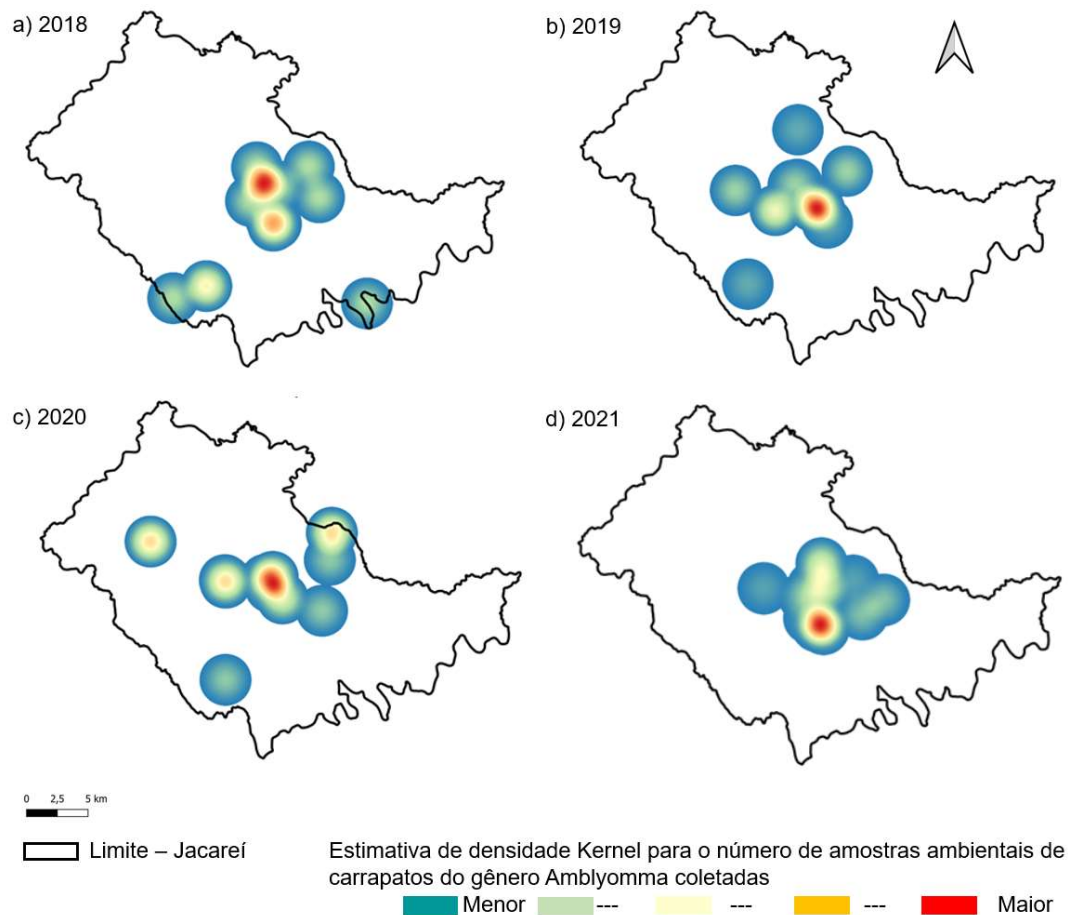 a) 2018
b) 2019
c) 2020
d) 2021
0 2,5 5 km
Limite – Jacareí
Estimativa de densidade Kernel para o número de amostras ambientais de
carrapatos do gênero Amblyomma coletadas
Menor --- --- --- Maior